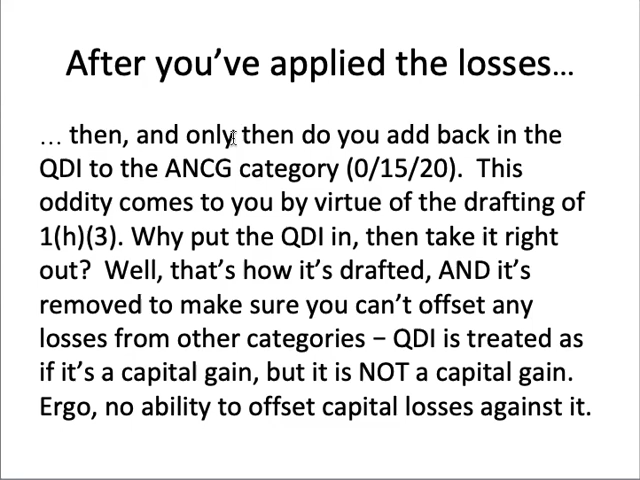 After you’ve applied the losses…
… then, and only then do you add back in the
QDI to the ANCG category (0/15/20).  This
oddity comes to you by virtue of the drafting of
1(h)(3). Why put the QDI in, then take it right
out?  Well, that’s how it’s drafted, AND it’s
removed to make sure you can’t offset any
losses from other categories – QDI is treated as
if it’s a capital gain, but it is NOT a capital gain.
Ergo, no ability to offset capital losses against it.